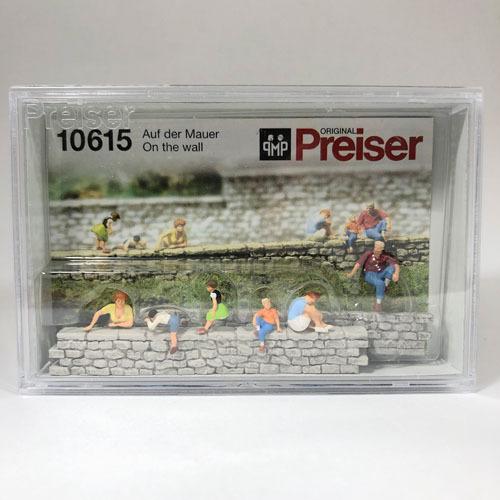 Preiser
10615
Auf der Mauer
On the wall
PMP
ORIGINAL
Preiser